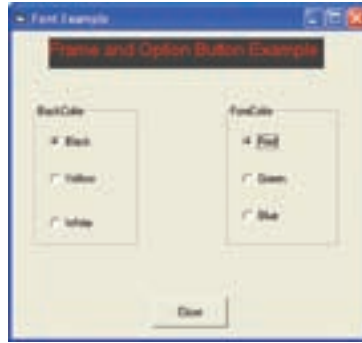 Font Example
Frame and Option Button Example
BackColor
Black
Yellow
White
ForeColor
Red
Green
Blue
Close